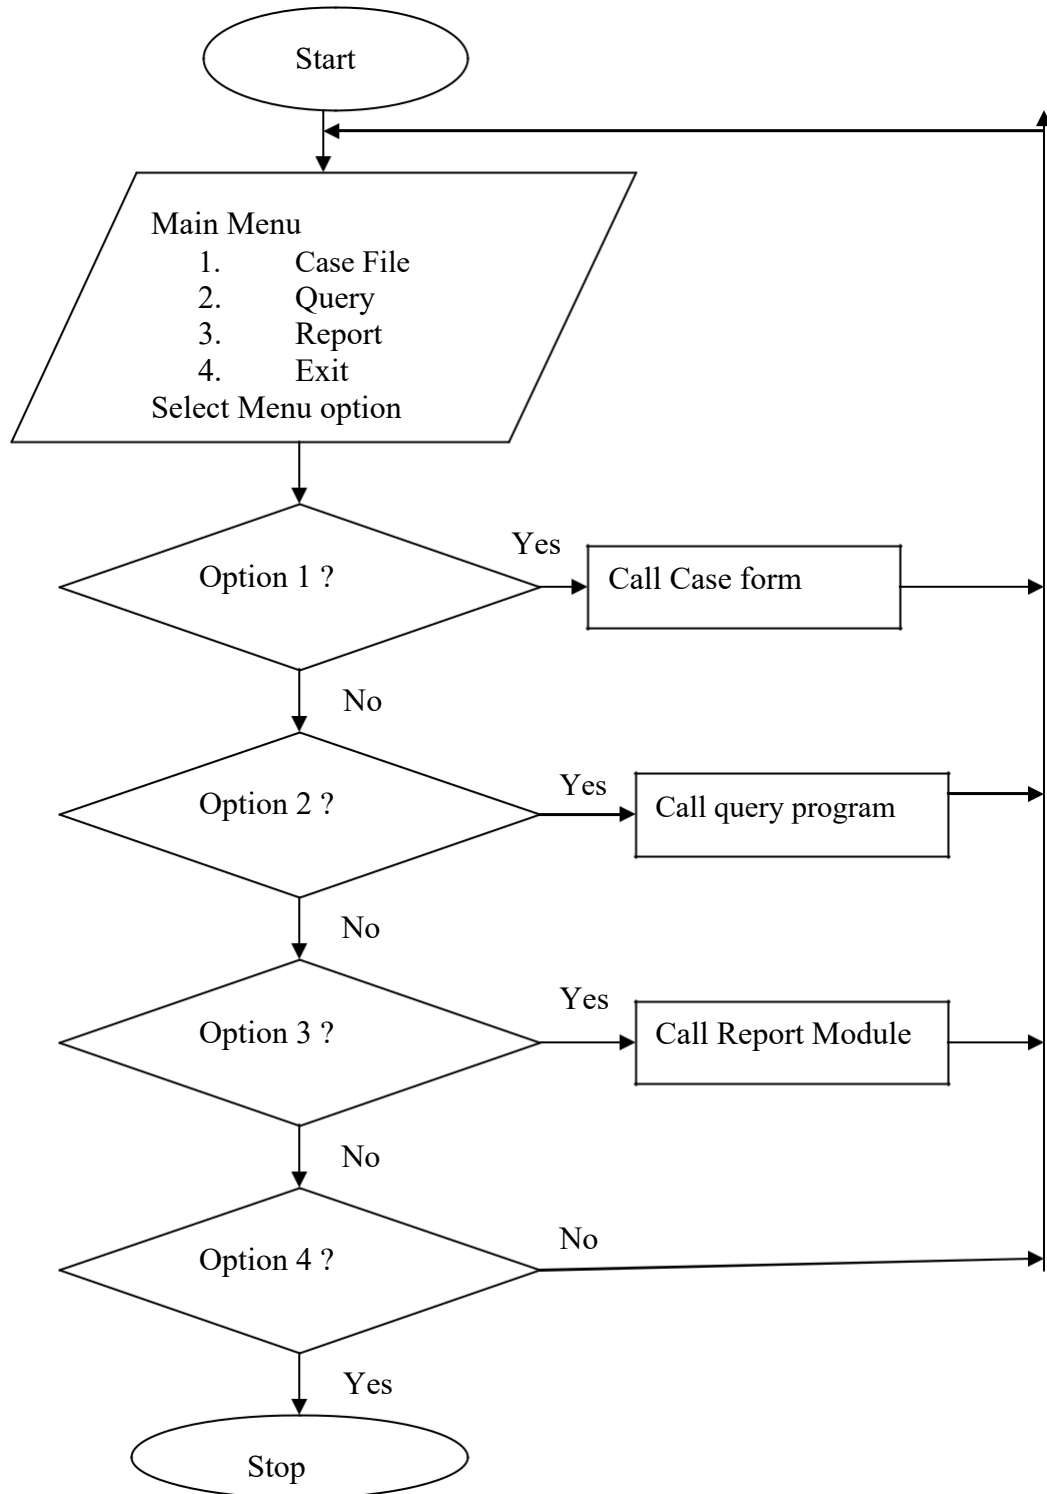 Start
Main Menu
1. Case File
2. Query
3. Report
4. Exit
Select Menu option
Option 1 ?
Yes
Call Case form
No
Option 2 ?
Yes
Call query program
No
Option 3 ?
Yes
Call Report Module
No
Option 4 ?
No
Yes
Stop